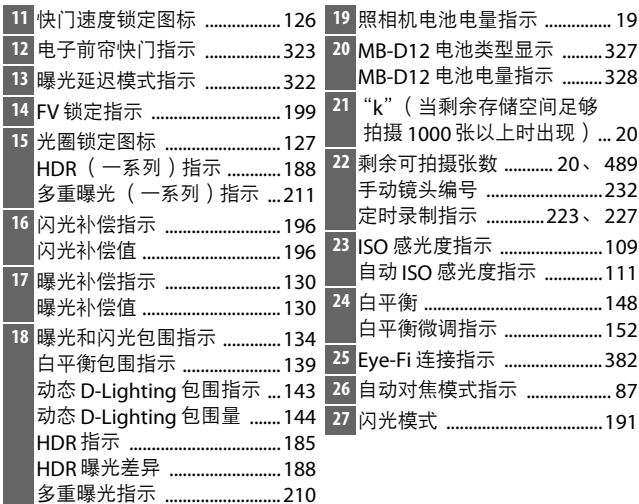 11 快门速度锁定图标 ................126
12 电子前帘快门指示 ................323
13 曝光延迟模式指示 ................322
14 FV 锁定指示 ................199
15 光圈锁定图标 ................127
HDR（一系列）指示 ............188
多重曝光（一系列）指示 ...211
16 闪光补偿指示 ................196
闪光补偿值 ................196
17 曝光补偿指示 ................130
曝光补偿值 ................130
18 曝光和闪光包围指示 ............134
白平衡包围指示 ................139
动态 D-Lighting 包围指示 ...143
动态 D-Lighting 包围量 .......144
HDR 指示 ................185
HDR 曝光差异 ................188
多重曝光指示 ................210
19 照相机电池电量指示 ............... 19
20 MB-D12 电池类型显示 .........327
MB-D12 电池电量指示 .........328
21 “k”（当剩余存储空间足够
拍摄 1000 张以上时出现）... 20
22 剩余可拍摄张数 ........... 20、 489
手动镜头编号 ................232
定时录制指示 .............223、 227
23 ISO 感光度指示 ................109
自动 ISO 感光度指示 .............111
24 白平衡 ................148
白平衡微调指示 ................152
25 Eye-Fi 连接指示 ................382
26 自动对焦模式指示 ................ 87
27 闪光模式 ................191